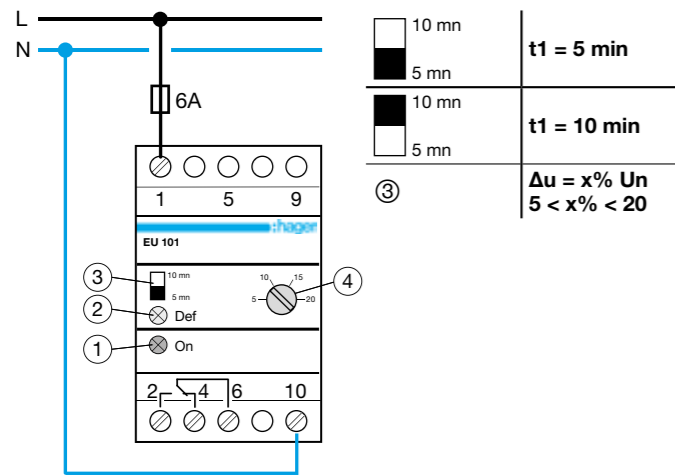 L
N
6A
1 5 9
:hager
EU 101
③
10 mn
5 mn
②
Def
10
15
5
20
④
①
On
2 4 6 10
10 mn
5 mn
t1 = 5 min
10 mn
5 mn
t1 = 10 min
③
Δu = x% Un
5 < x% < 20